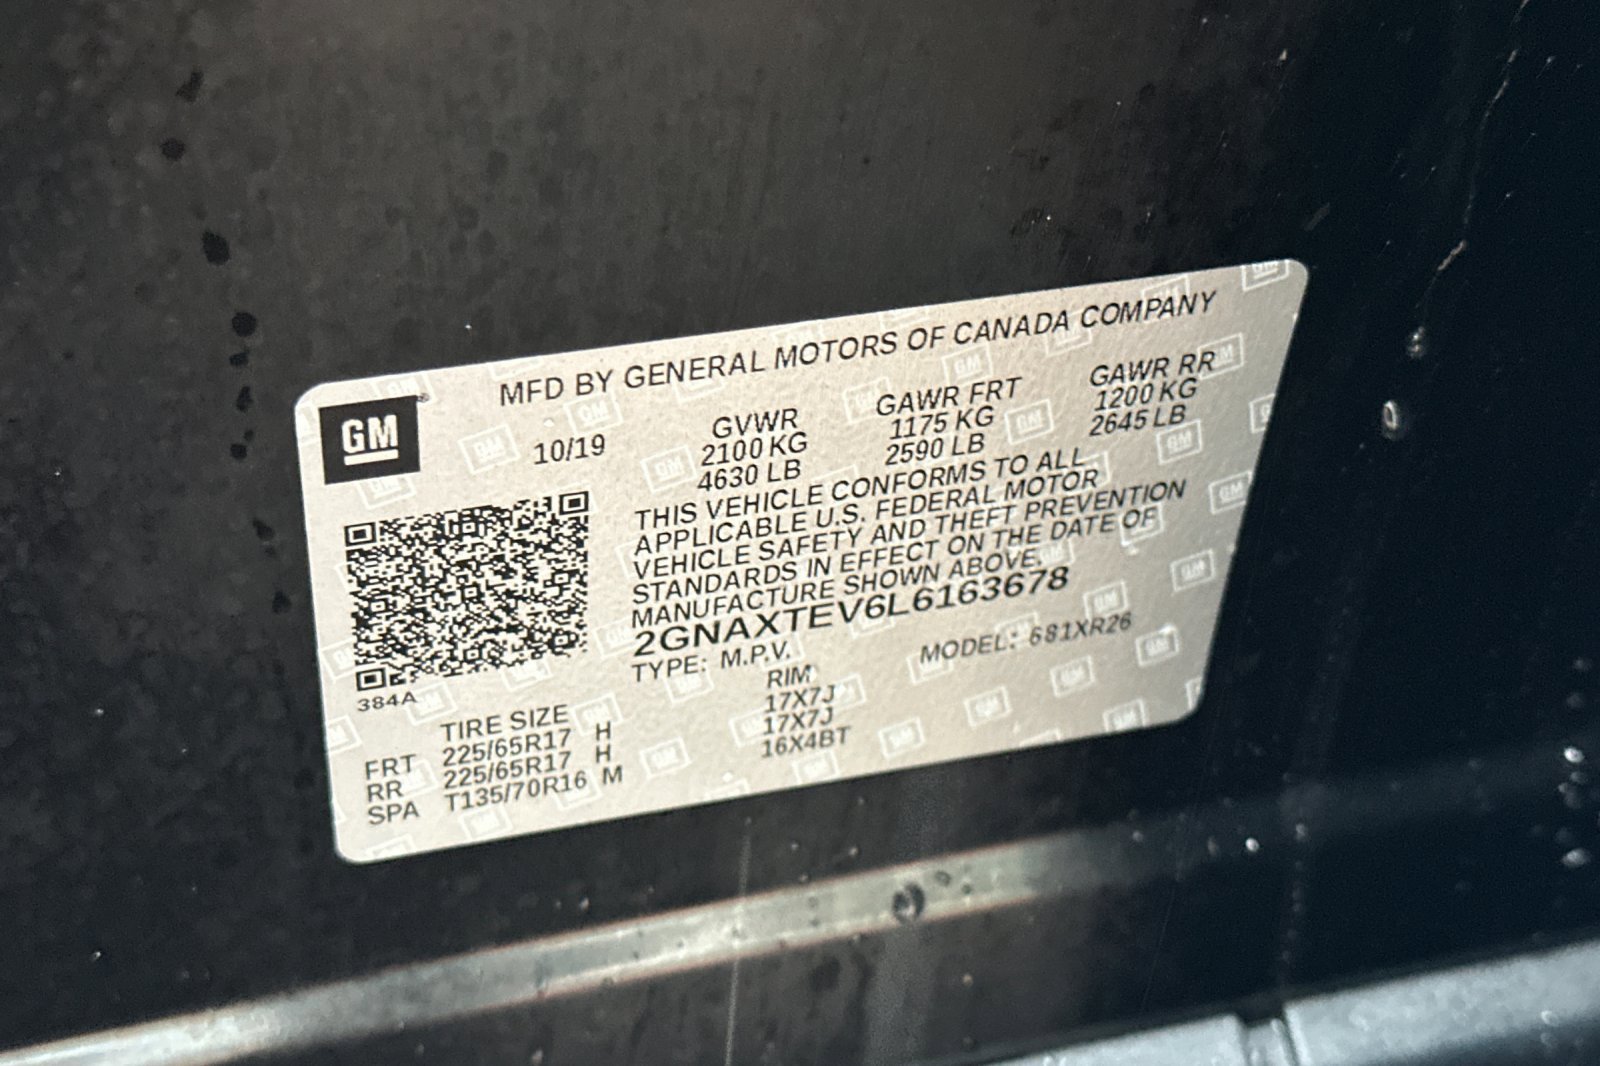 MFD BY GENERAL MOTORS OF CANADA COMPANY
GM
10/19
GVWR
2100 KG
4630 LB
GAWR FRT
1175 KG
2590 LB
GAWR RR
1200 KG
2645 LB
THIS VEHICLE CONFORMS TO ALL
APPLICABLE U.S. FEDERAL MOTOR
VEHICLE SAFETY AND THEFT PREVENTION
STANDARDS IN EFFECT ON THE DATE OF
MANUFACTURE SHOWN ABOVE.
2GNAXTEV6L6163678
TYPE: M.P.V. MODEL: 681XR26
384A
TIRE SIZE RIM
FRT 225/65R17 H 17X7J
RR 225/65R17 H 17X7J
SPA T135/70R16 M 16X4BT